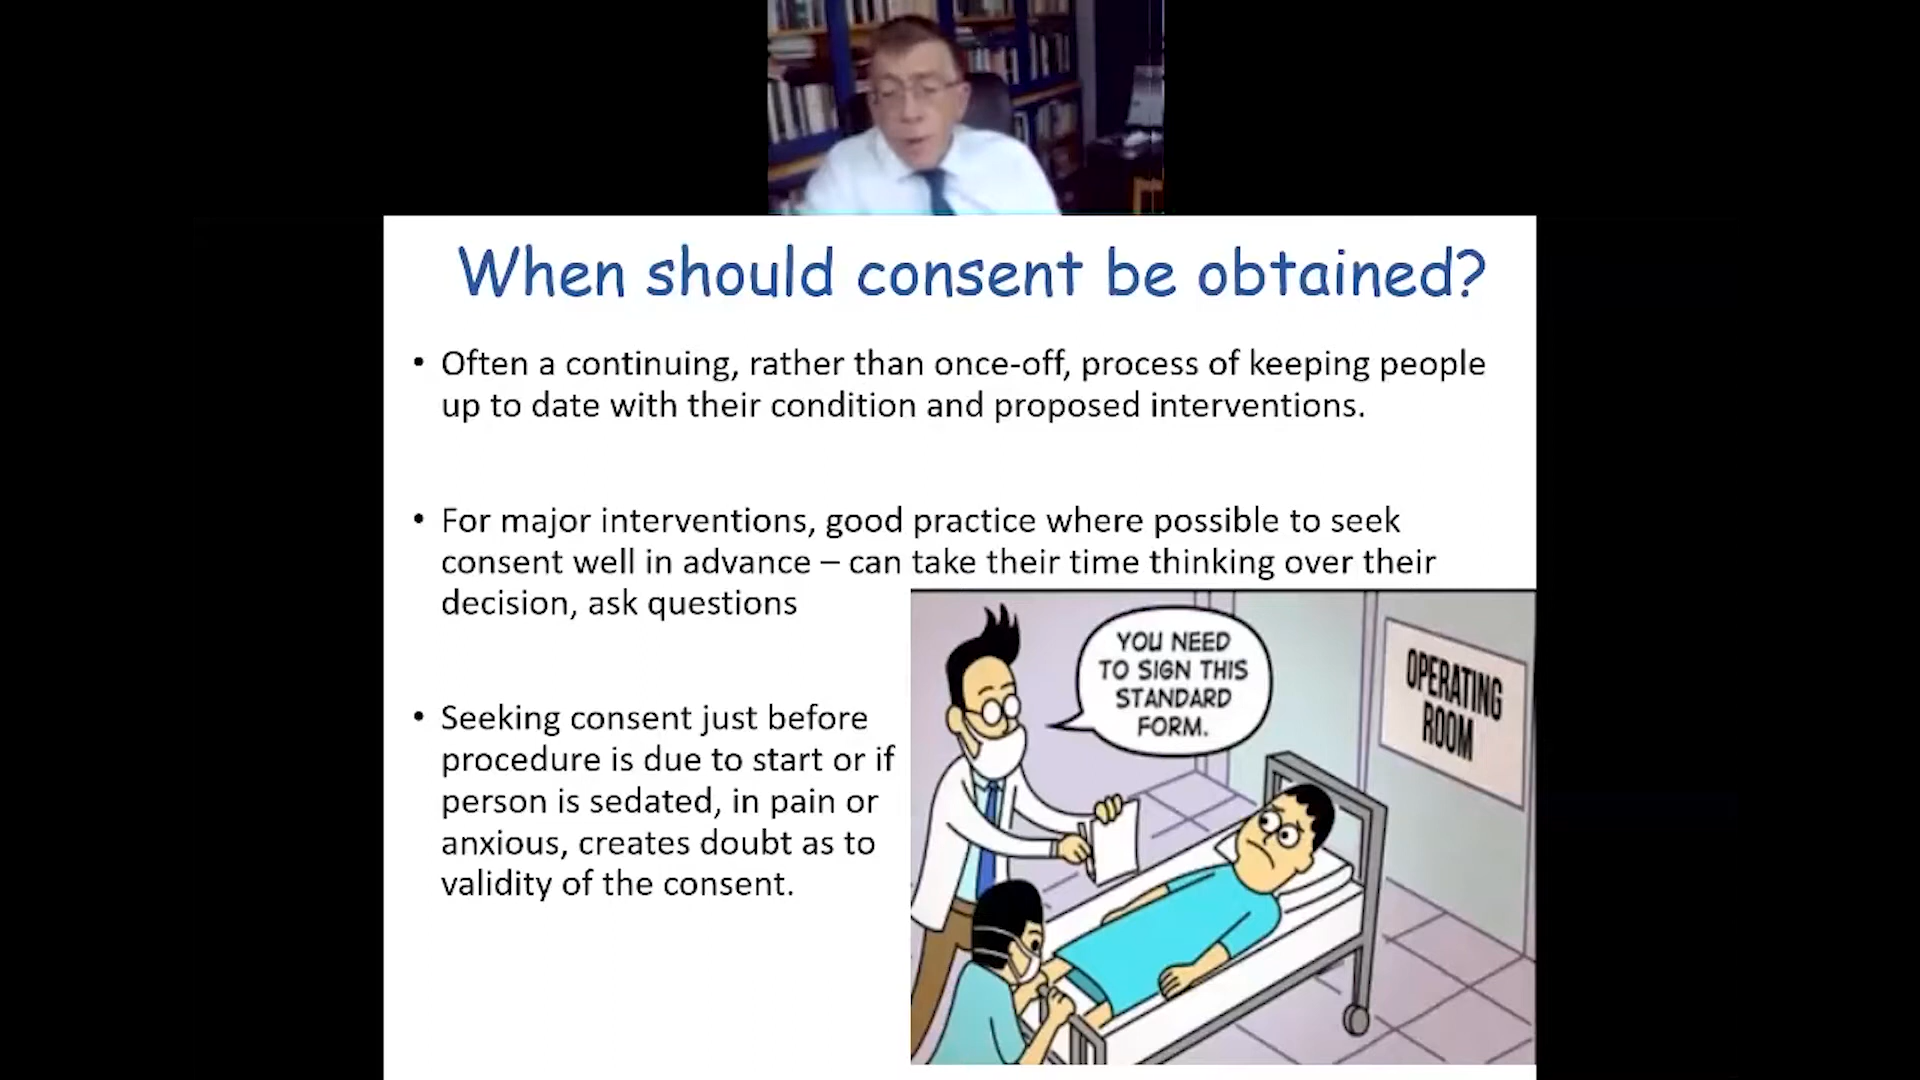 When should consent be obtained?
• Often a continuing, rather than once-off, process of keeping people
up to date with their condition and proposed interventions.
• For major interventions, good practice where possible to seek
consent well in advance – can take their time thinking over their
decision, ask questions
• Seeking consent just before
procedure is due to start or if
person is sedated, in pain or
anxious, creates doubt as to
validity of the consent.
YOU NEED
TO SIGN THIS
STANDARD
FORM.
OPERATING
ROOM